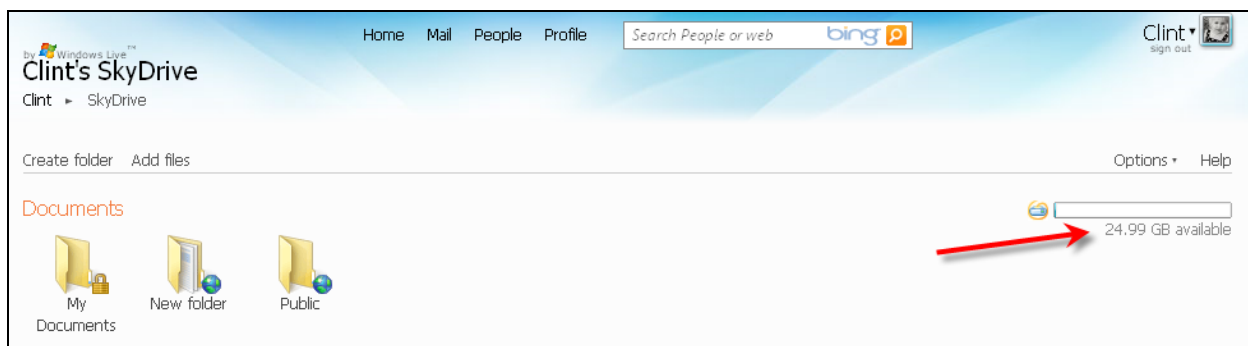 Home Mail People Profile Search People or web bing Clint
sign out
by Windows Live™
Clint's SkyDrive
Clint ► SkyDrive
Create folder Add files Options Help
Documents
24.99 GB available
My Documents
New folder
Public